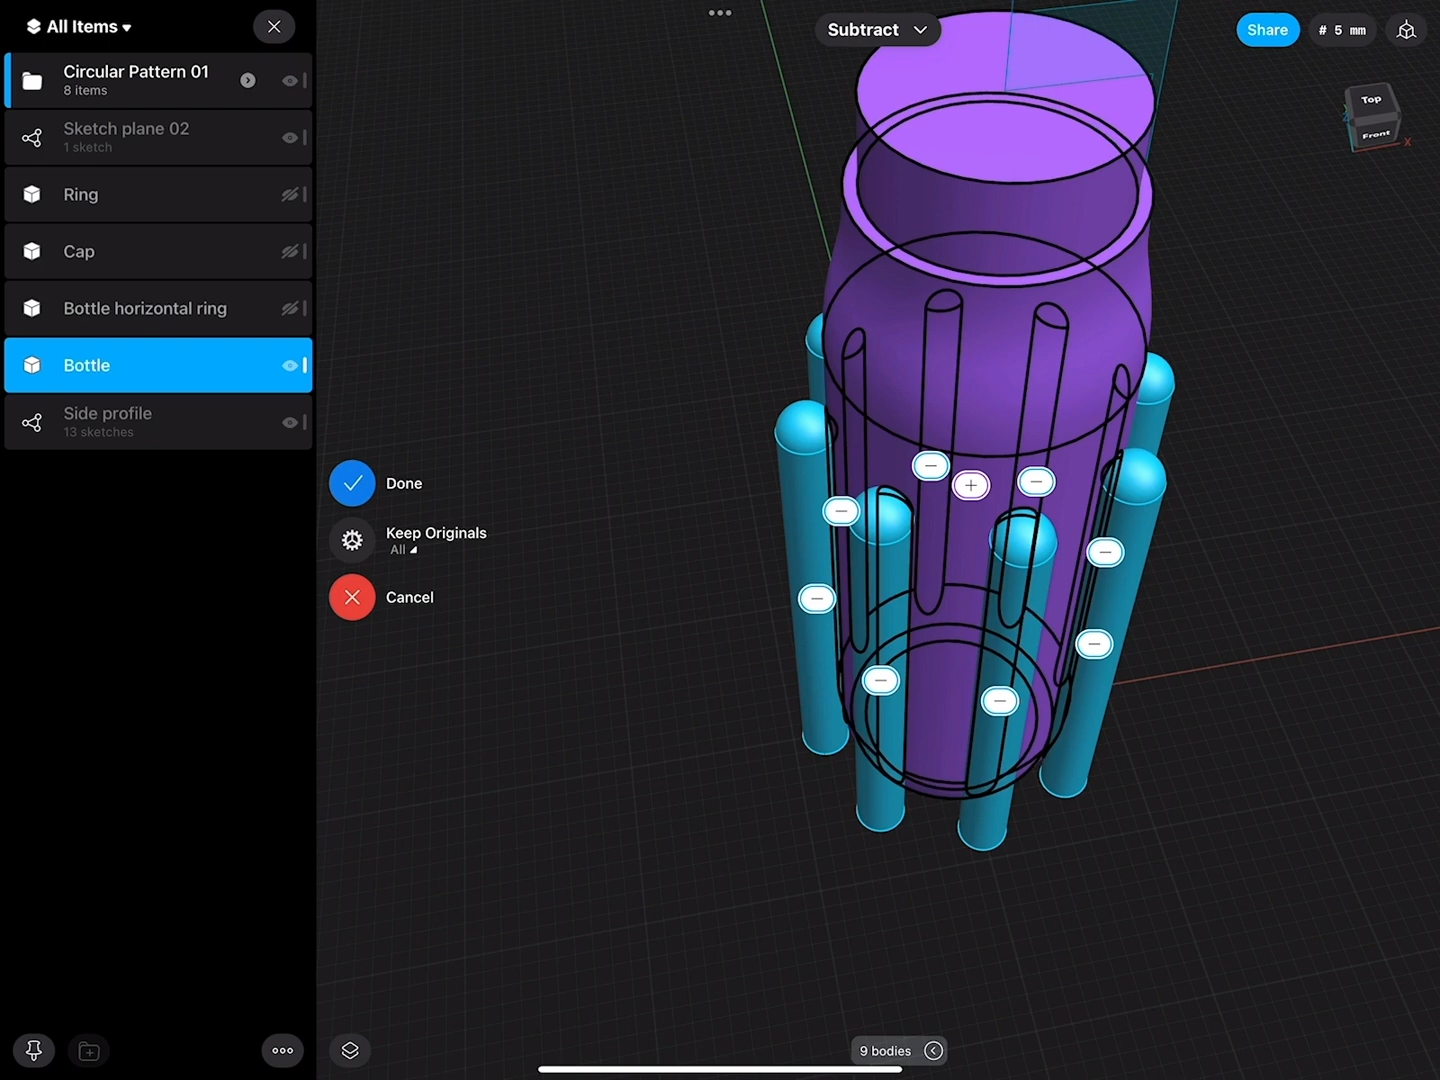 All Items
Subtract
Share
# 5 mm
Circular Pattern 01
8 items
Top
Front
X
Sketch plane 02
1 sketch
Ring
Cap
Bottle horizontal ring
Bottle
Side profile
13 sketches
Done
Keep Originals
All
Cancel
9 bodies